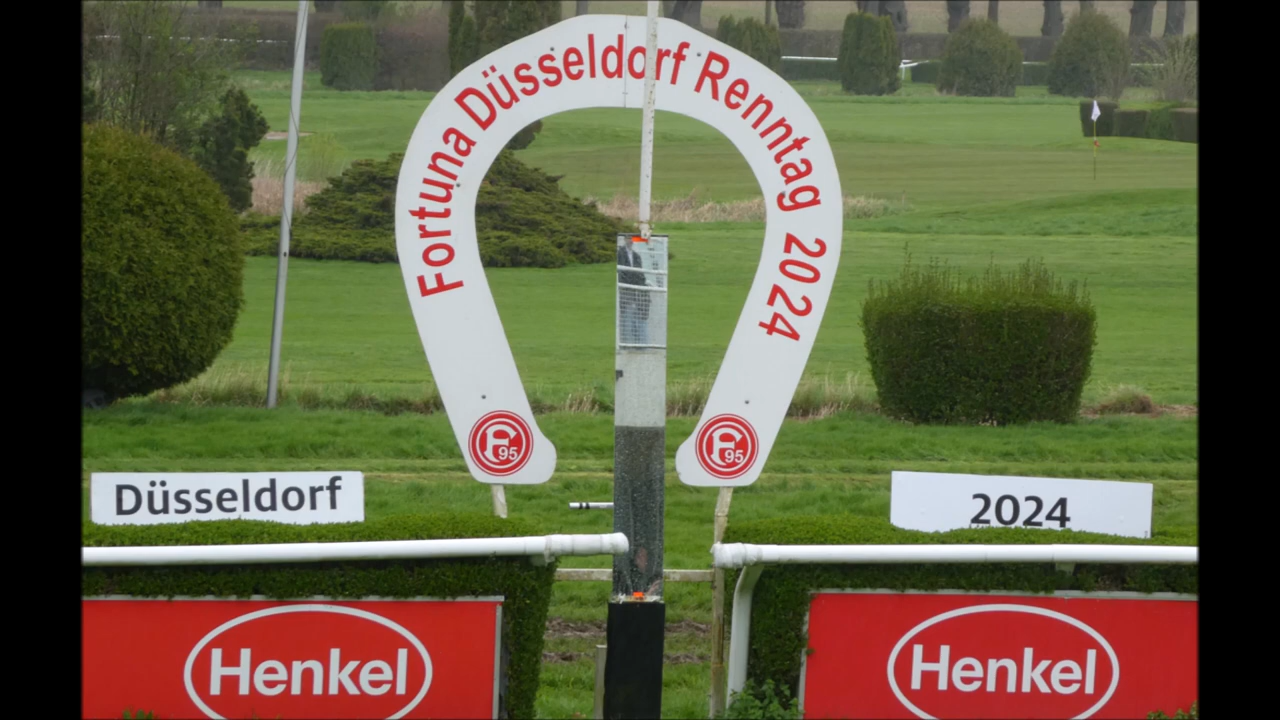 Fortuna Düsseldorf Renntag 2024
F 95
F 95
Düsseldorf
2024
Henkel
Henkel